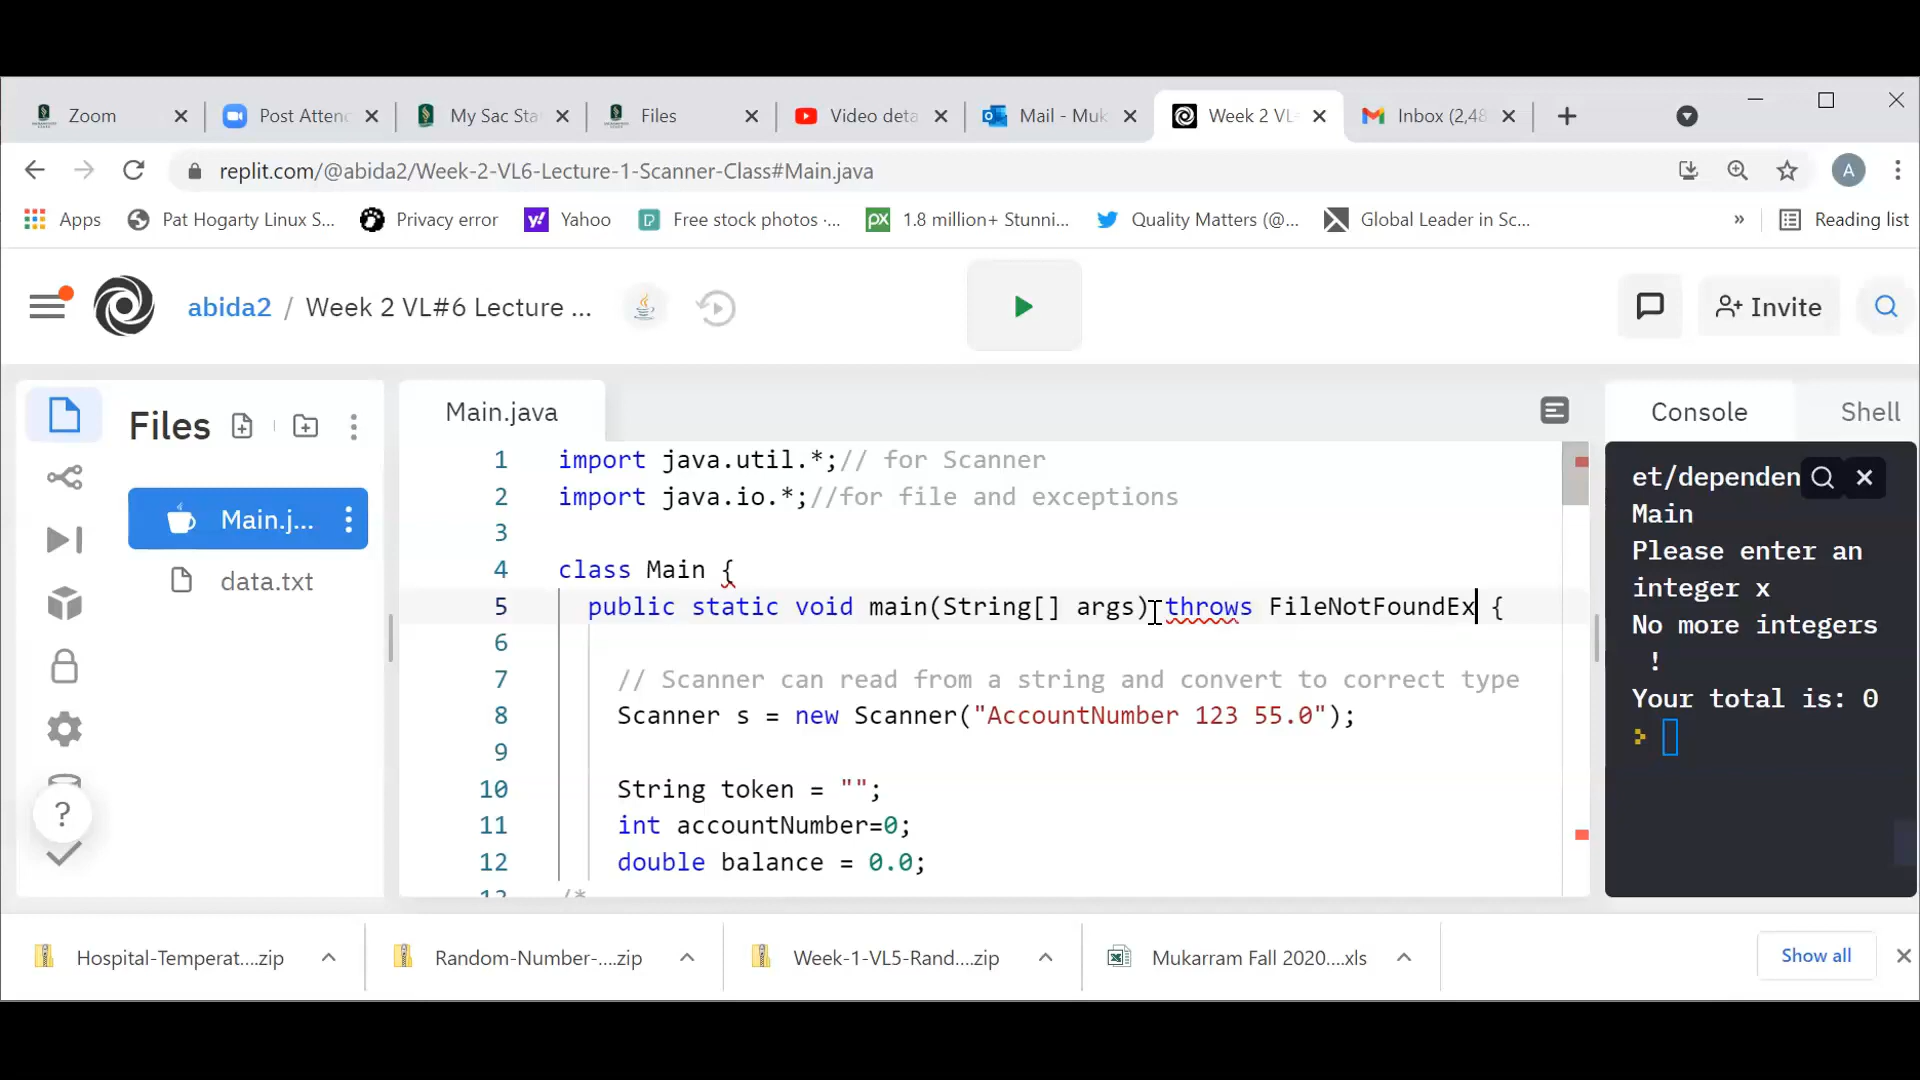 Zoom
Post Attenc
My Sac Sta
Files
Video deta
Mail - Muk
Week 2 VL-
Inbox (2,48
replit.com/@abida2/Week-2-VL6-Lecture-1-Scanner-Class#Main.java
A
Apps
Pat Hogarty Linux S...
Privacy error
Yahoo
Free stock photos ·...
1.8 million+ Stunni...
Quality Matters (@...
Global Leader in Sc...
»
Reading list
abida2 / Week 2 VL#6 Lecture ...
Invite
Files
Main.j...
data.txt
Main.java
1 import java.util.*;// for Scanner
2 import java.io.*;//for file and exceptions
3
4 class Main {
5 public static void main(String[] args) throws FileNotFoundEx {
6
7 // Scanner can read from a string and convert to correct type
8 Scanner s = new Scanner("AccountNumber 123 55.0");
9
10 String token = "";
11 int accountNumber=0;
12 double balance = 0.0;
13 /*
Console
Shell
et/dependen
Main
Please enter an
integer x
No more integers
!
Your total is: 0
?
Hospital-Temperat....zip
Random-Number-....zip
Week-1-VL5-Rand....zip
Mukarram Fall 2020....xls
Show all